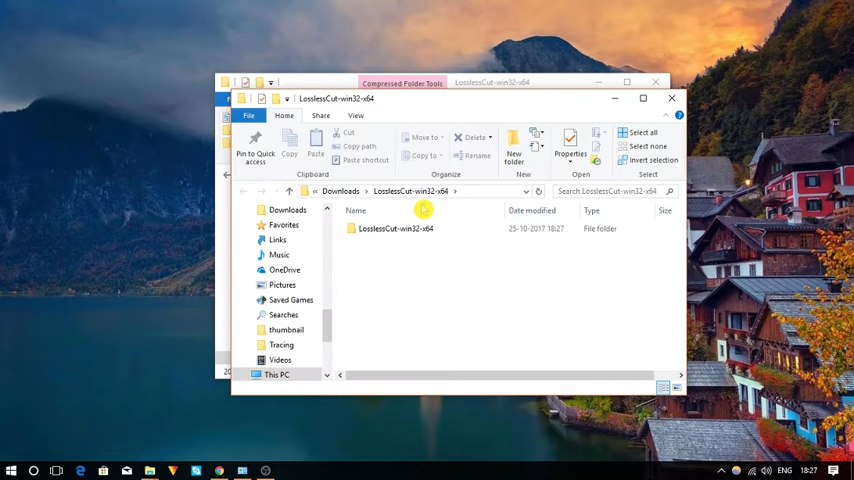 Compressed Folder Tools LosslessCut-win32-x64
LosslessCut-win32-x64
File Home Share View
Pin to Quick access
Copy
Paste
Cut
Copy path
Paste shortcut
Clipboard
Move to
Copy to
Delete
Rename
Organize
New folder
New
Properties
Open
Select all
Select none
Invert selection
Select
« Downloads LosslessCut-win32-x64
Search LosslessCut-win32-x64
Name Date modified Type Size
LosslessCut-win32-x64 25-10-2017 18:27 File folder
Downloads
Favorites
Links
Music
OneDrive
Pictures
Saved Games
Searches
thumbnail
Tracing
Videos
This PC
20
ENG 18:27